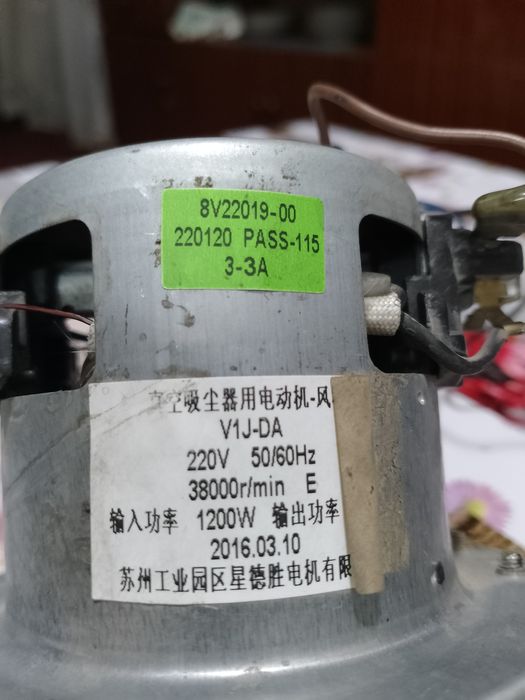 8V22019-00
220120 PASS-115
3-3A
真空吸尘器用电动机-风
V1J-DA
220V 50/60Hz
38000r/min E
输入功率 1200W 输出功率
2016.03.10
苏州工业园区星德胜电机有限